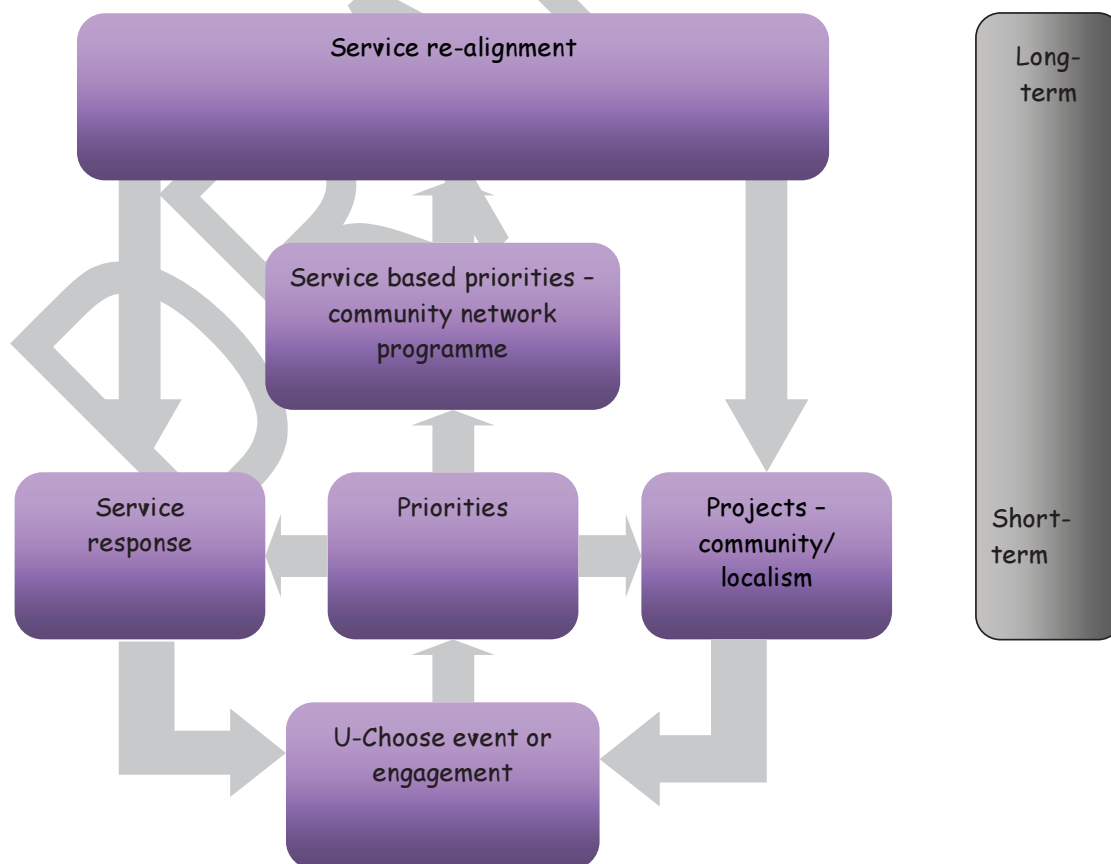 Service re-alignment
Long-
term
Service based priorities –
community network
programme
Service
response
Priorities
Projects –
community/
localism
Short-
term
U-Choose event or
engagement